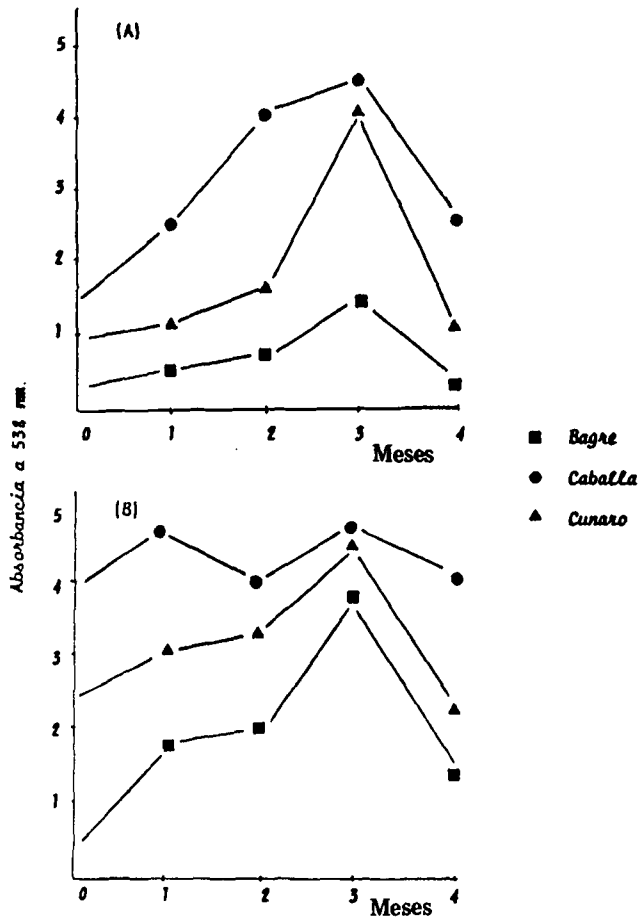 (A)
5
4
3
2
1
0 1 2 3 4
Meses
Absorbancia a 538 nm.
■ Bagre
● Caballa
▲ Cunaro
(B)
5
4
3
2
1
0 1 2 3 4
Meses